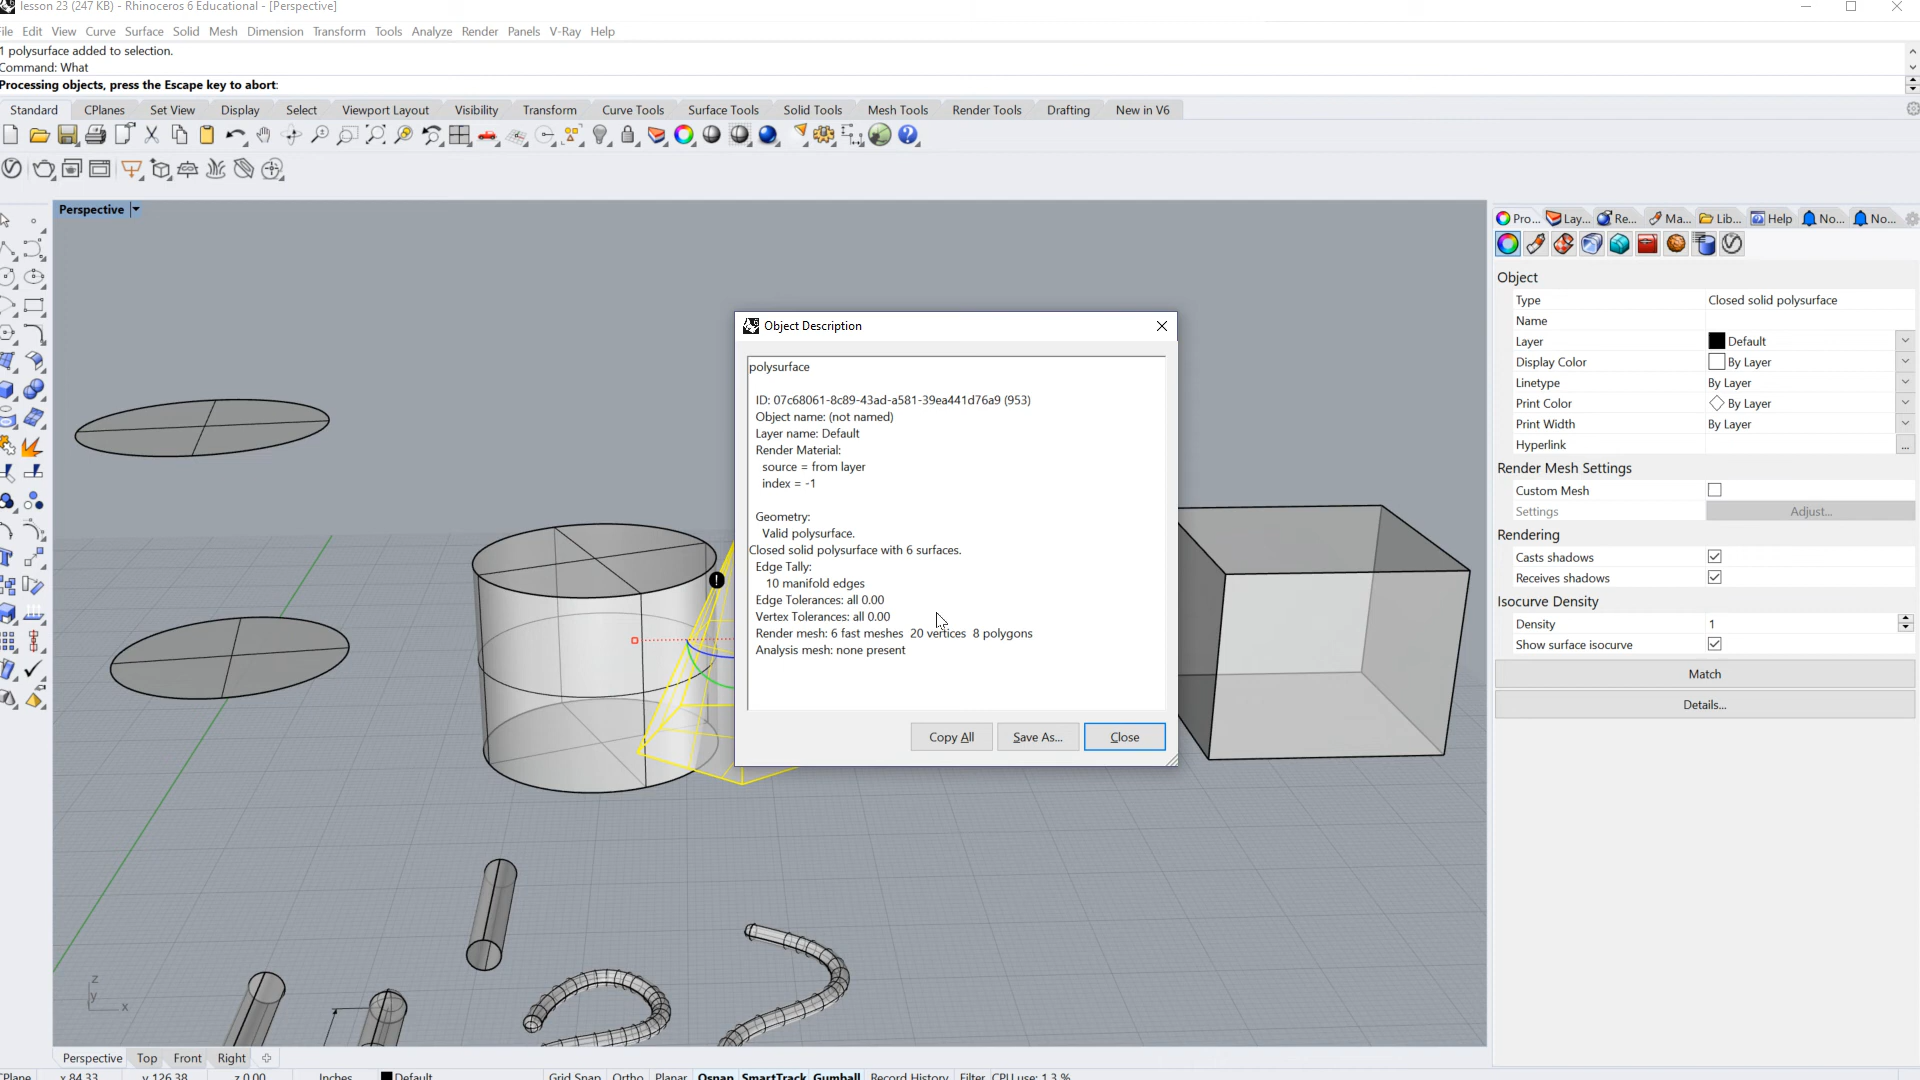 lesson 23 (247 KB) - Rhinoceros 6 Educational - [Perspective]
File Edit View Curve Surface Solid Mesh Dimension Transform Tools Analyze Render Panels V-Ray Help
1 polysurface added to selection.
Command: What
Processing objects, press the Escape key to abort:
Standard CPlanes Set View Display Select Viewport Layout Visibility Transform Curve Tools Surface Tools Solid Tools Mesh Tools Render Tools Drafting New in V6
Perspective
Pro... Lay... Re... Ma... Lib... Help No... No...
Object
Type Closed solid polysurface
Name
Layer Default
Display Color By Layer
Linetype By Layer
Print Color By Layer
Print Width By Layer
Hyperlink ...
Render Mesh Settings
Custom Mesh
Settings Adjust...
Rendering
Casts shadows
Receives shadows
Isocurve Density
Density 1
Show surface isocurve
Match
Details...
Object Description
polysurface
ID: 07c68061-8c89-43ad-a581-39ea441d76a9 (953)
Object name: (not named)
Layer name: Default
Render Material:
source = from layer
index = -1
Geometry:
Valid polysurface.
Closed solid polysurface with 6 surfaces.
Edge Tally:
10 manifold edges
Edge Tolerances: all 0.00
Vertex Tolerances: all 0.00
Render mesh: 6 fast meshes 20 vertices 8 polygons
Analysis mesh: none present
Copy All Save As... Close
z
y
x
Perspective Top Front Right
CPlane x 84.33 y 126.38 z 0.00 Inches Default Grid Snap Ortho Planar Osnap SmartTrack Gumball Record History Filter CPU use: 1.3 %